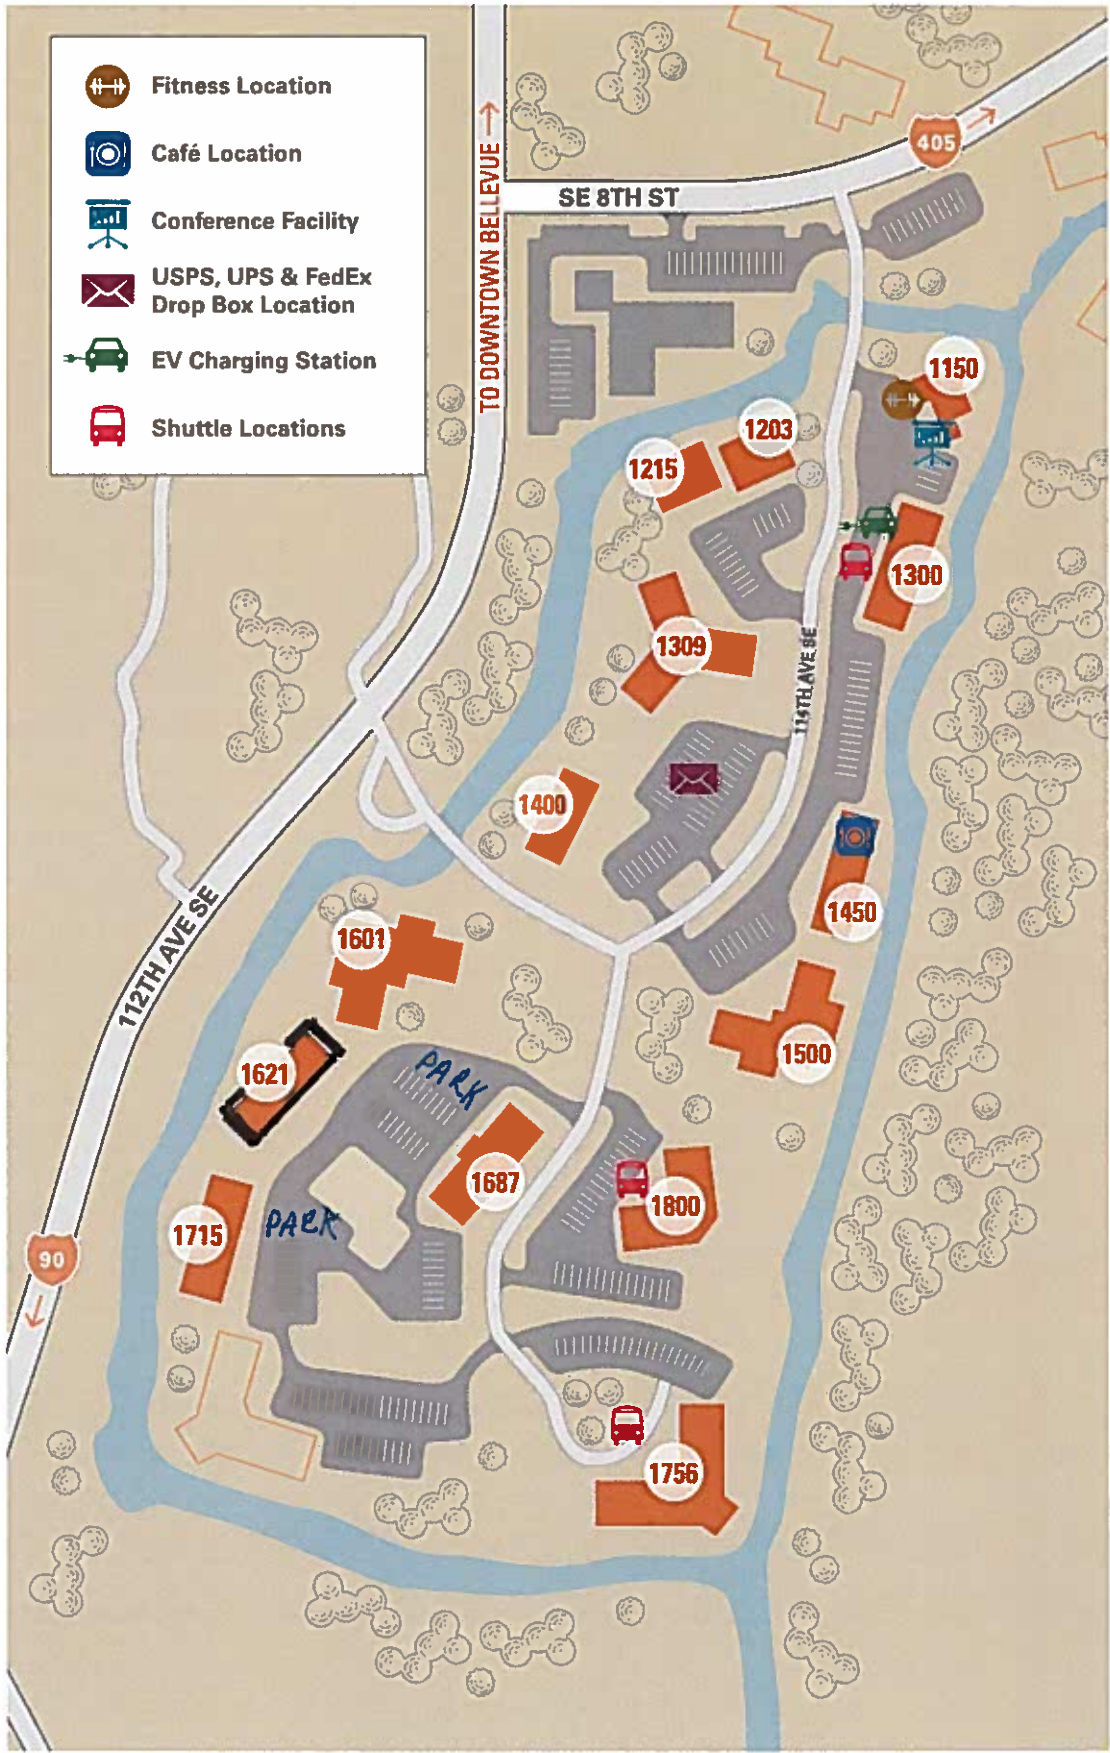 Fitness Location
Café Location
Conference Facility
USPS, UPS & FedEx
Drop Box Location
EV Charging Station
Shuttle Locations
TO DOWNTOWN BELLEVUE
405
SE 8TH ST
1150
1203
1215
1300
1309
114TH AVE SE
1400
1450
1601
112TH AVE SE
1500
1621
PARK
1687
1800
1715
PARK
90
1756